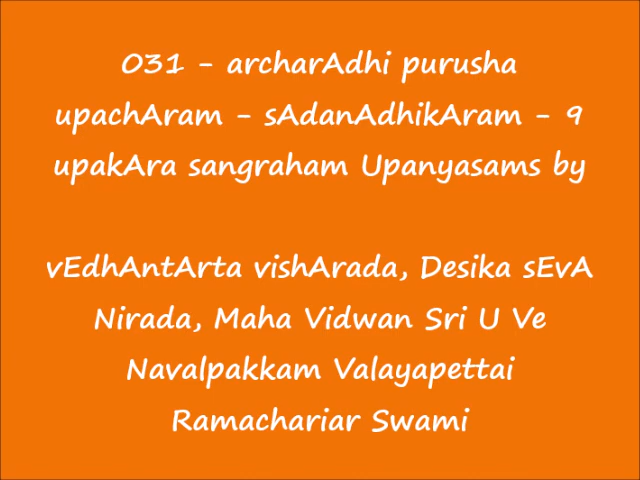 031 - archarAdhi purusha
upachAram - sAdanAdhikAram - 9
upakAra sangraham Upanyasams by
vEdhAntArta vishArada, Desika sEvA
Nirada, Maha Vidwan Sri U Ve
Navalpakkam Valayapettai
Ramachariar Swami